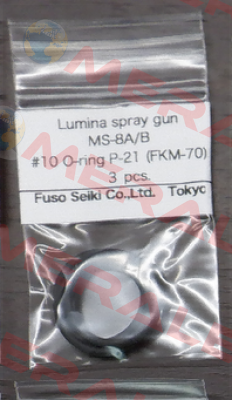 Lumina spray gun
MS-8A/B
#10 O-ring P-21 (FKM-70)
3 pcs.
Fuso Seiki Co.,Ltd. Tokyo